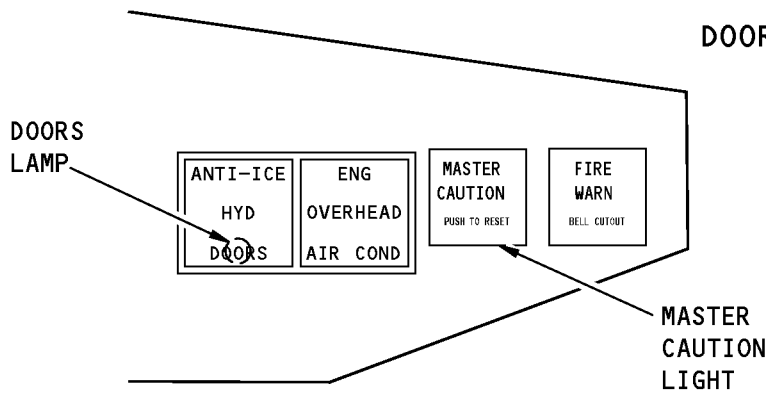 DOOR
DOORS
LAMP
ANTI-ICE
HYD
DOORS
ENG
OVERHEAD
AIR COND
MASTER
CAUTION
PUSH TO RESET
FIRE
WARN
BELL CUTOUT
MASTER
CAUTION
LIGHT